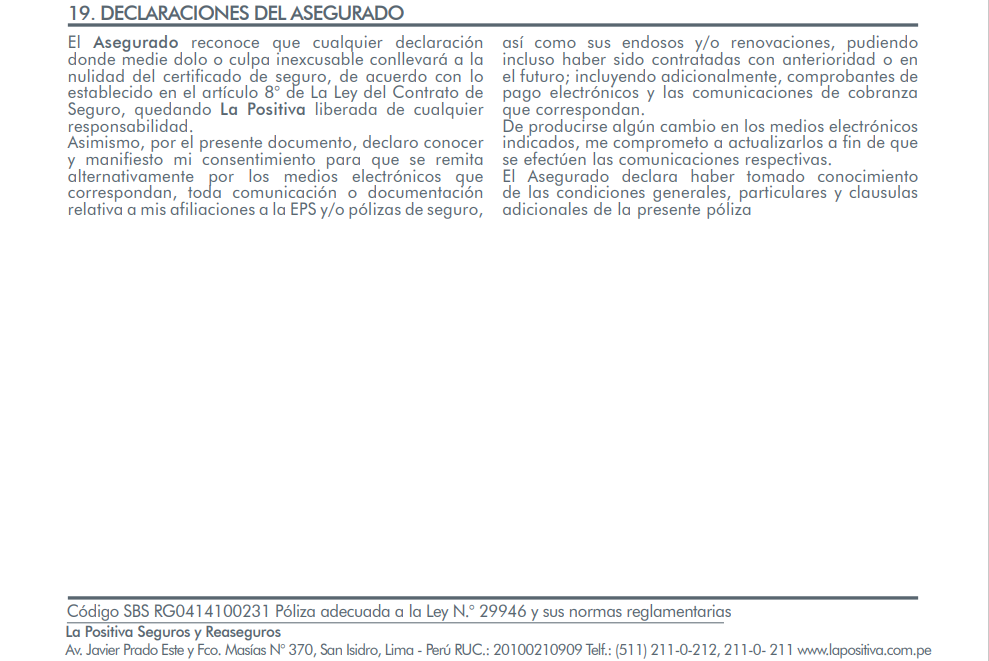 19. DECLARACIONES DEL ASEGURADO
El Asegurado reconoce que cualquier declaración
donde medie dolo o culpa inexcusable conllevará a la
nulidad del certificado de seguro, de acuerdo con lo
establecido en el artículo 8° de La Ley del Contrato de
Seguro, quedando La Positiva liberada de cualquier
responsabilidad.
Asimismo, por el presente documento, declaro conocer
y manifiesto mi consentimiento para que se remita
alternativamente por los medios electrónicos que
correspondan, toda comunicación o documentación
relativa a mis afiliaciones a la EPS y/o pólizas de seguro,
así como sus endosos y/o renovaciones, pudiendo
incluso haber sido contratadas con anterioridad o en
el futuro; incluyendo adicionalmente, comprobantes de
pago electrónicos y las comunicaciones de cobranza
que correspondan.
De producirse algún cambio en los medios electrónicos
indicados, me comprometo a actualizarlos a fin de que
se efectúen las comunicaciones respectivas.
El Asegurado declara haber tomado conocimiento
de las condiciones generales, particulares y clausulas
adicionales de la presente póliza
Código SBS RG0414100231 Póliza adecuada a la Ley N.° 29946 y sus normas reglamentarias
La Positiva Seguros y Reaseguros
Av. Javier Prado Este y Fco. Masías N° 370, San Isidro, Lima - Perú RUC.: 20100210909 Telf.: (511) 211-0-212, 211-0- 211 www.lapositiva.com.pe